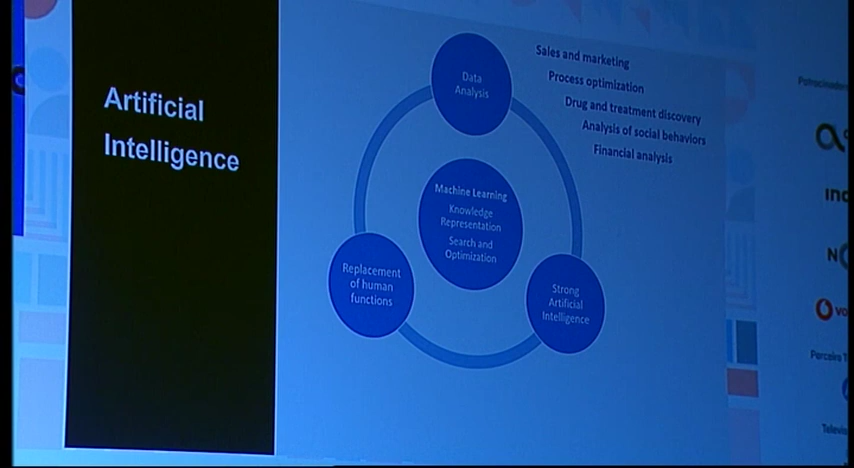 Artificial
Intelligence
Data
Analysis
Sales and marketing
Process optimization
Drug and treatment discovery
Analysis of social behaviors
Financial analysis
Machine Learning
Knowledge
Representation
Search and
Optimization
Replacement
of human
functions
Strong
Artificial
Intelligence